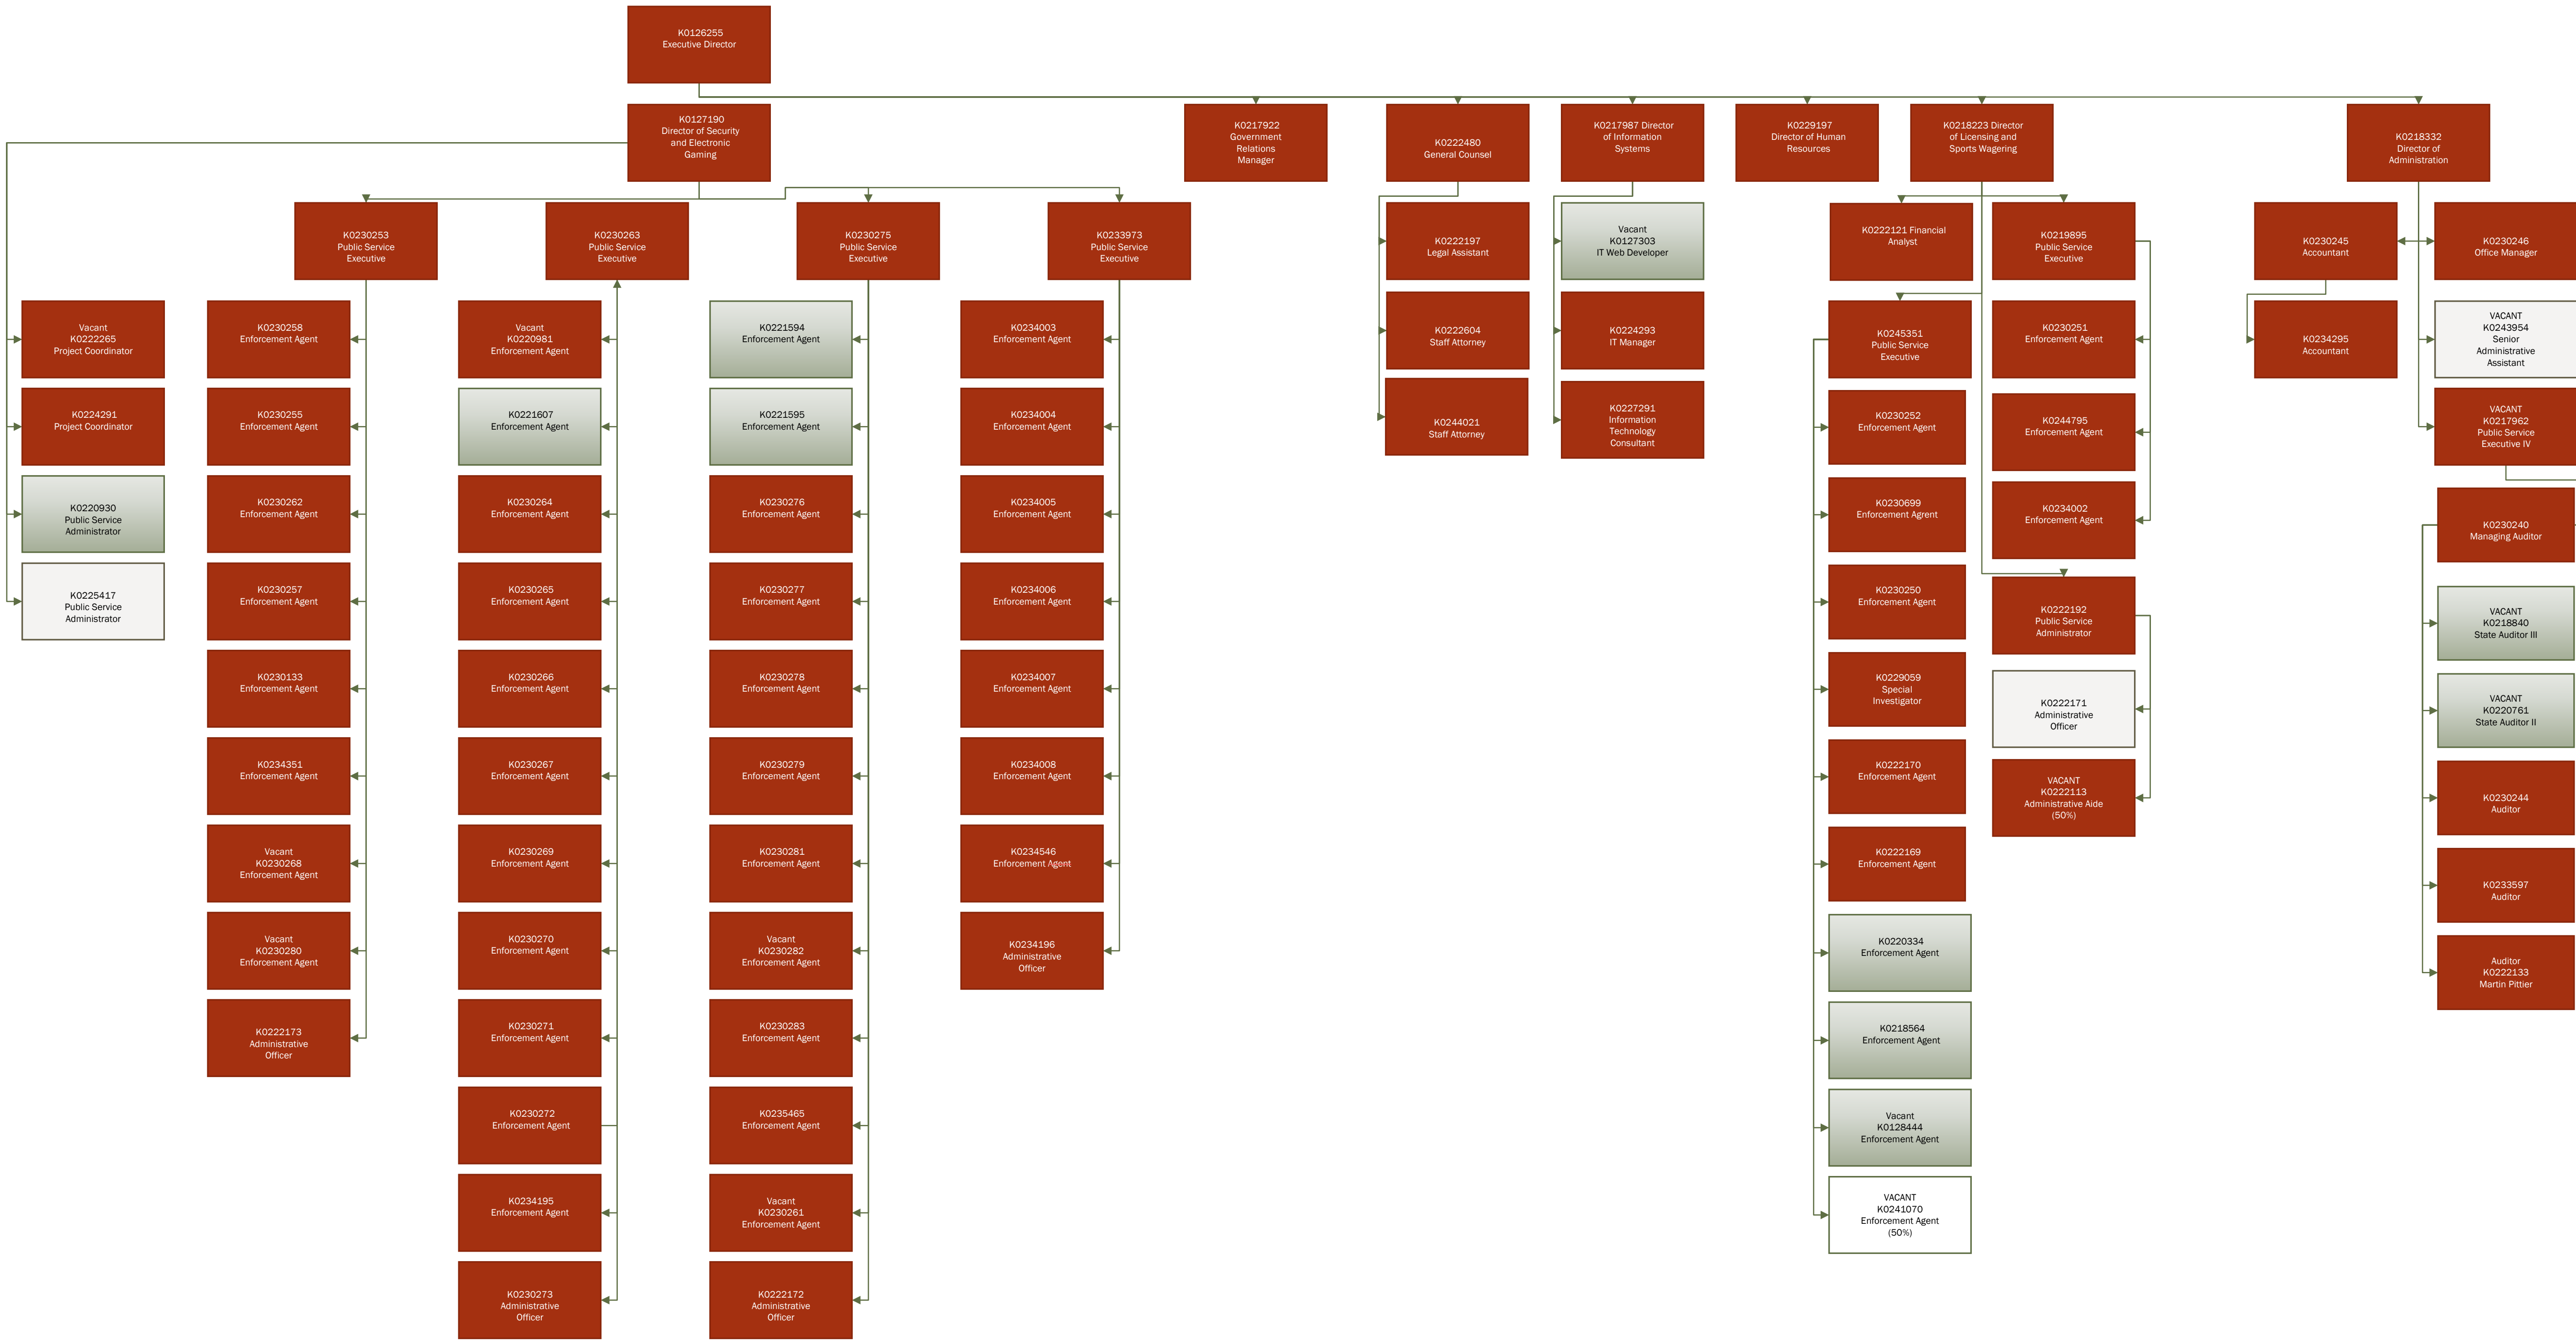 K0126255
Executive Director
K0127190
Director of Security
and Electronic
Gaming
K0217922
Government
Relations
Manager
K0222480
General Counsel
K0217987 Director
of Information
Systems
K0229197
Director of Human
Resources
K0218223 Director
of Licensing and
Sports Wagering
K0218332
Director of
Administration
K0230253
Public Service
Executive
K0230263
Public Service
Executive
K0230275
Public Service
Executive
K0233973
Public Service
Executive
Vacant
K0222265
Project Coordinator
K0224291
Project Coordinator
K0220930
Public Service
Administrator
K0225417
Public Service
Administrator
K0230258
Enforcement Agent
K0230255
Enforcement Agent
K0230262
Enforcement Agent
K0230257
Enforcement Agent
K0230133
Enforcement Agent
K0234351
Enforcement Agent
Vacant
K0230268
Enforcement Agent
Vacant
K0230280
Enforcement Agent
K0222173
Administrative
Officer
Vacant
K0220981
Enforcement Agent
K0221607
Enforcement Agent
K0230264
Enforcement Agent
K0230265
Enforcement Agent
K0230266
Enforcement Agent
K0230267
Enforcement Agent
K0230269
Enforcement Agent
K0230270
Enforcement Agent
K0230271
Enforcement Agent
K0230272
Enforcement Agent
K0234195
Enforcement Agent
K0230273
Administrative
Officer
K0221594
Enforcement Agent
K0221595
Enforcement Agent
K0230276
Enforcement Agent
K0230277
Enforcement Agent
K0230278
Enforcement Agent
K0230279
Enforcement Agent
K0230281
Enforcement Agent
Vacant
K0230282
Enforcement Agent
K0230283
Enforcement Agent
K0235465
Enforcement Agent
Vacant
K0230261
Enforcement Agent
K0222172
Administrative
Officer
K0234003
Enforcement Agent
K0234004
Enforcement Agent
K0234005
Enforcement Agent
K0234006
Enforcement Agent
K0234007
Enforcement Agent
K0234008
Enforcement Agent
K0234546
Enforcement Agent
K0234196
Administrative
Officer
K0222197
Legal Assistant
K0222604
Staff Attorney
K0244021
Staff Attorney
Vacant
K0127303
IT Web Developer
K0224293
IT Manager
K0227291
Information
Technology
Consultant
K0222121 Financial
Analyst
K0245351
Public Service
Executive
K0230252
Enforcement Agent
K0230699
Enforcement Agrent
K0230250
Enforcement Agent
K0229059
Special
Investigator
K0222170
Enforcement Agent
K0222169
Enforcement Agent
K0220334
Enforcement Agent
K0218564
Enforcement Agent
Vacant
K0128444
Enforcement Agent
VACANT
K0241070
Enforcement Agent
(50%)
K0219895
Public Service
Executive
K0230251
Enforcement Agent
K0244795
Enforcement Agent
K0234002
Enforcement Agent
K0222192
Public Service
Administrator
K0222171
Administrative
Officer
VACANT
K0222113
Administrative Aide
(50%)
K0230245
Accountant
K0234295
Accountant
K0230246
Office Manager
VACANT
K0243954
Senior
Administrative
Assistant
VACANT
K0217962
Public Service
Executive IV
K0230240
Managing Auditor
VACANT
K0218840
State Auditor III
VACANT
K0220761
State Auditor II
K0230244
Auditor
K0233597
Auditor
Auditor
K0222133
Martin Pittier